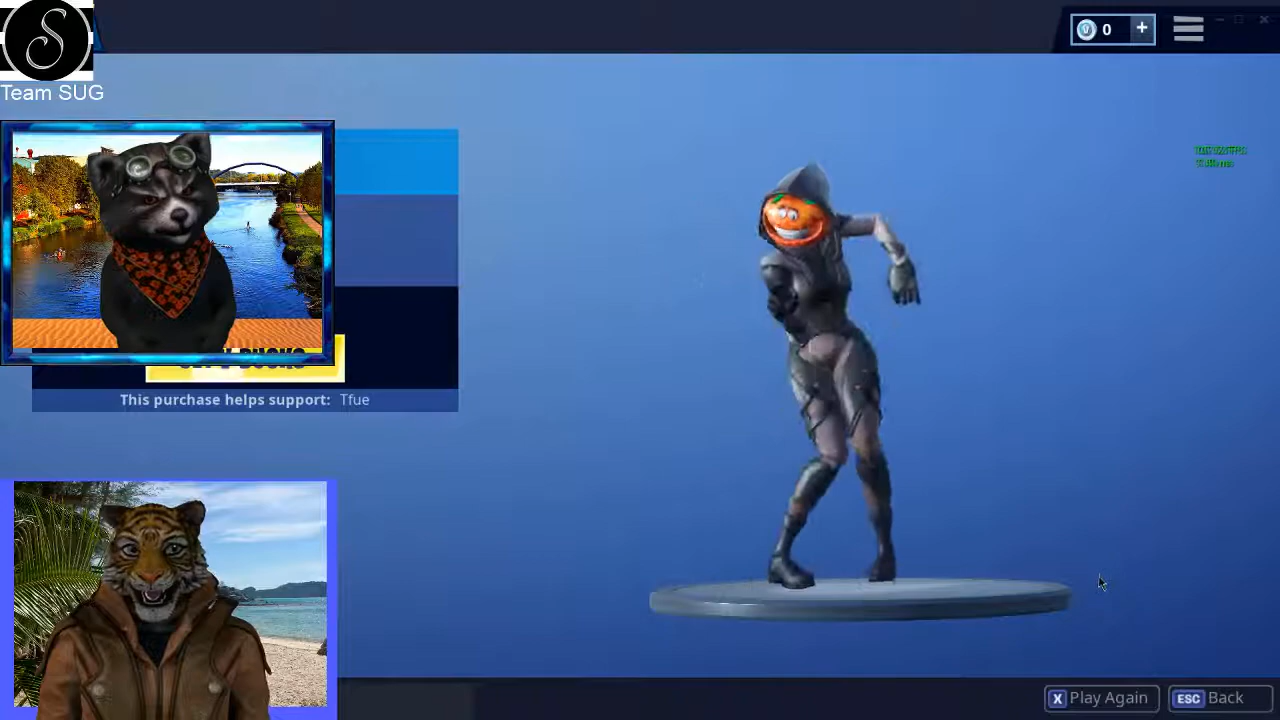 0 +
S
Team SUG
This purchase helps support: Tfue
X Play Again
ESC Back